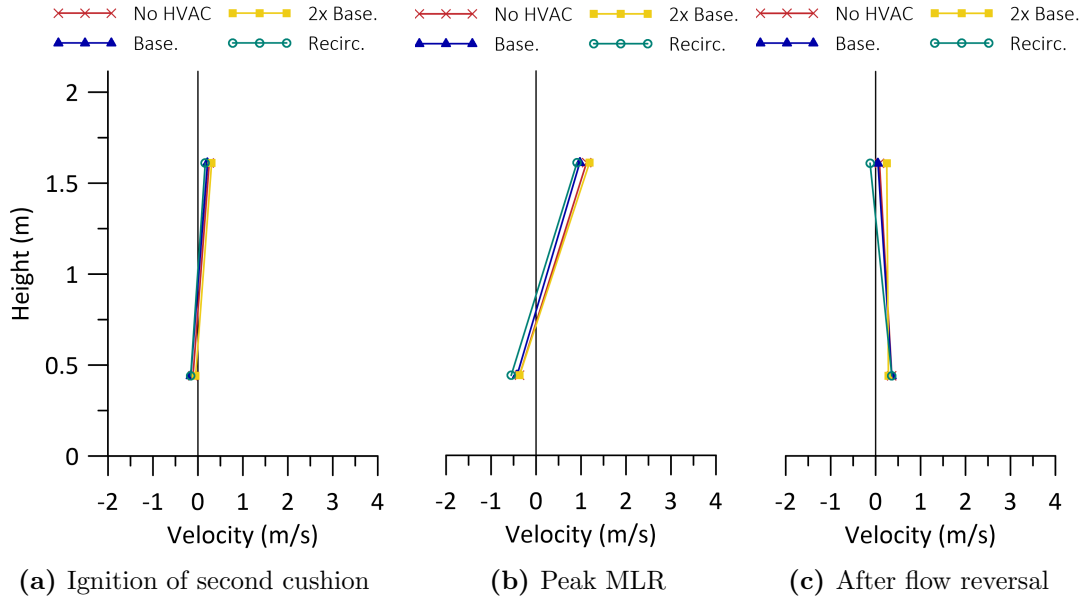 No HVAC 2x Base. No HVAC 2x Base. No HVAC 2x Base.
Base. Recirc. Base. Recirc. Base. Recirc.
2
1.5
1
0.5
0
Height (m)
-2 -1 0 1 2 3 4 -2 -1 0 1 2 3 4 -2 -1 0 1 2 3 4
Velocity (m/s) Velocity (m/s) Velocity (m/s)
(a) Ignition of second cushion (b) Peak MLR (c) After flow reversal